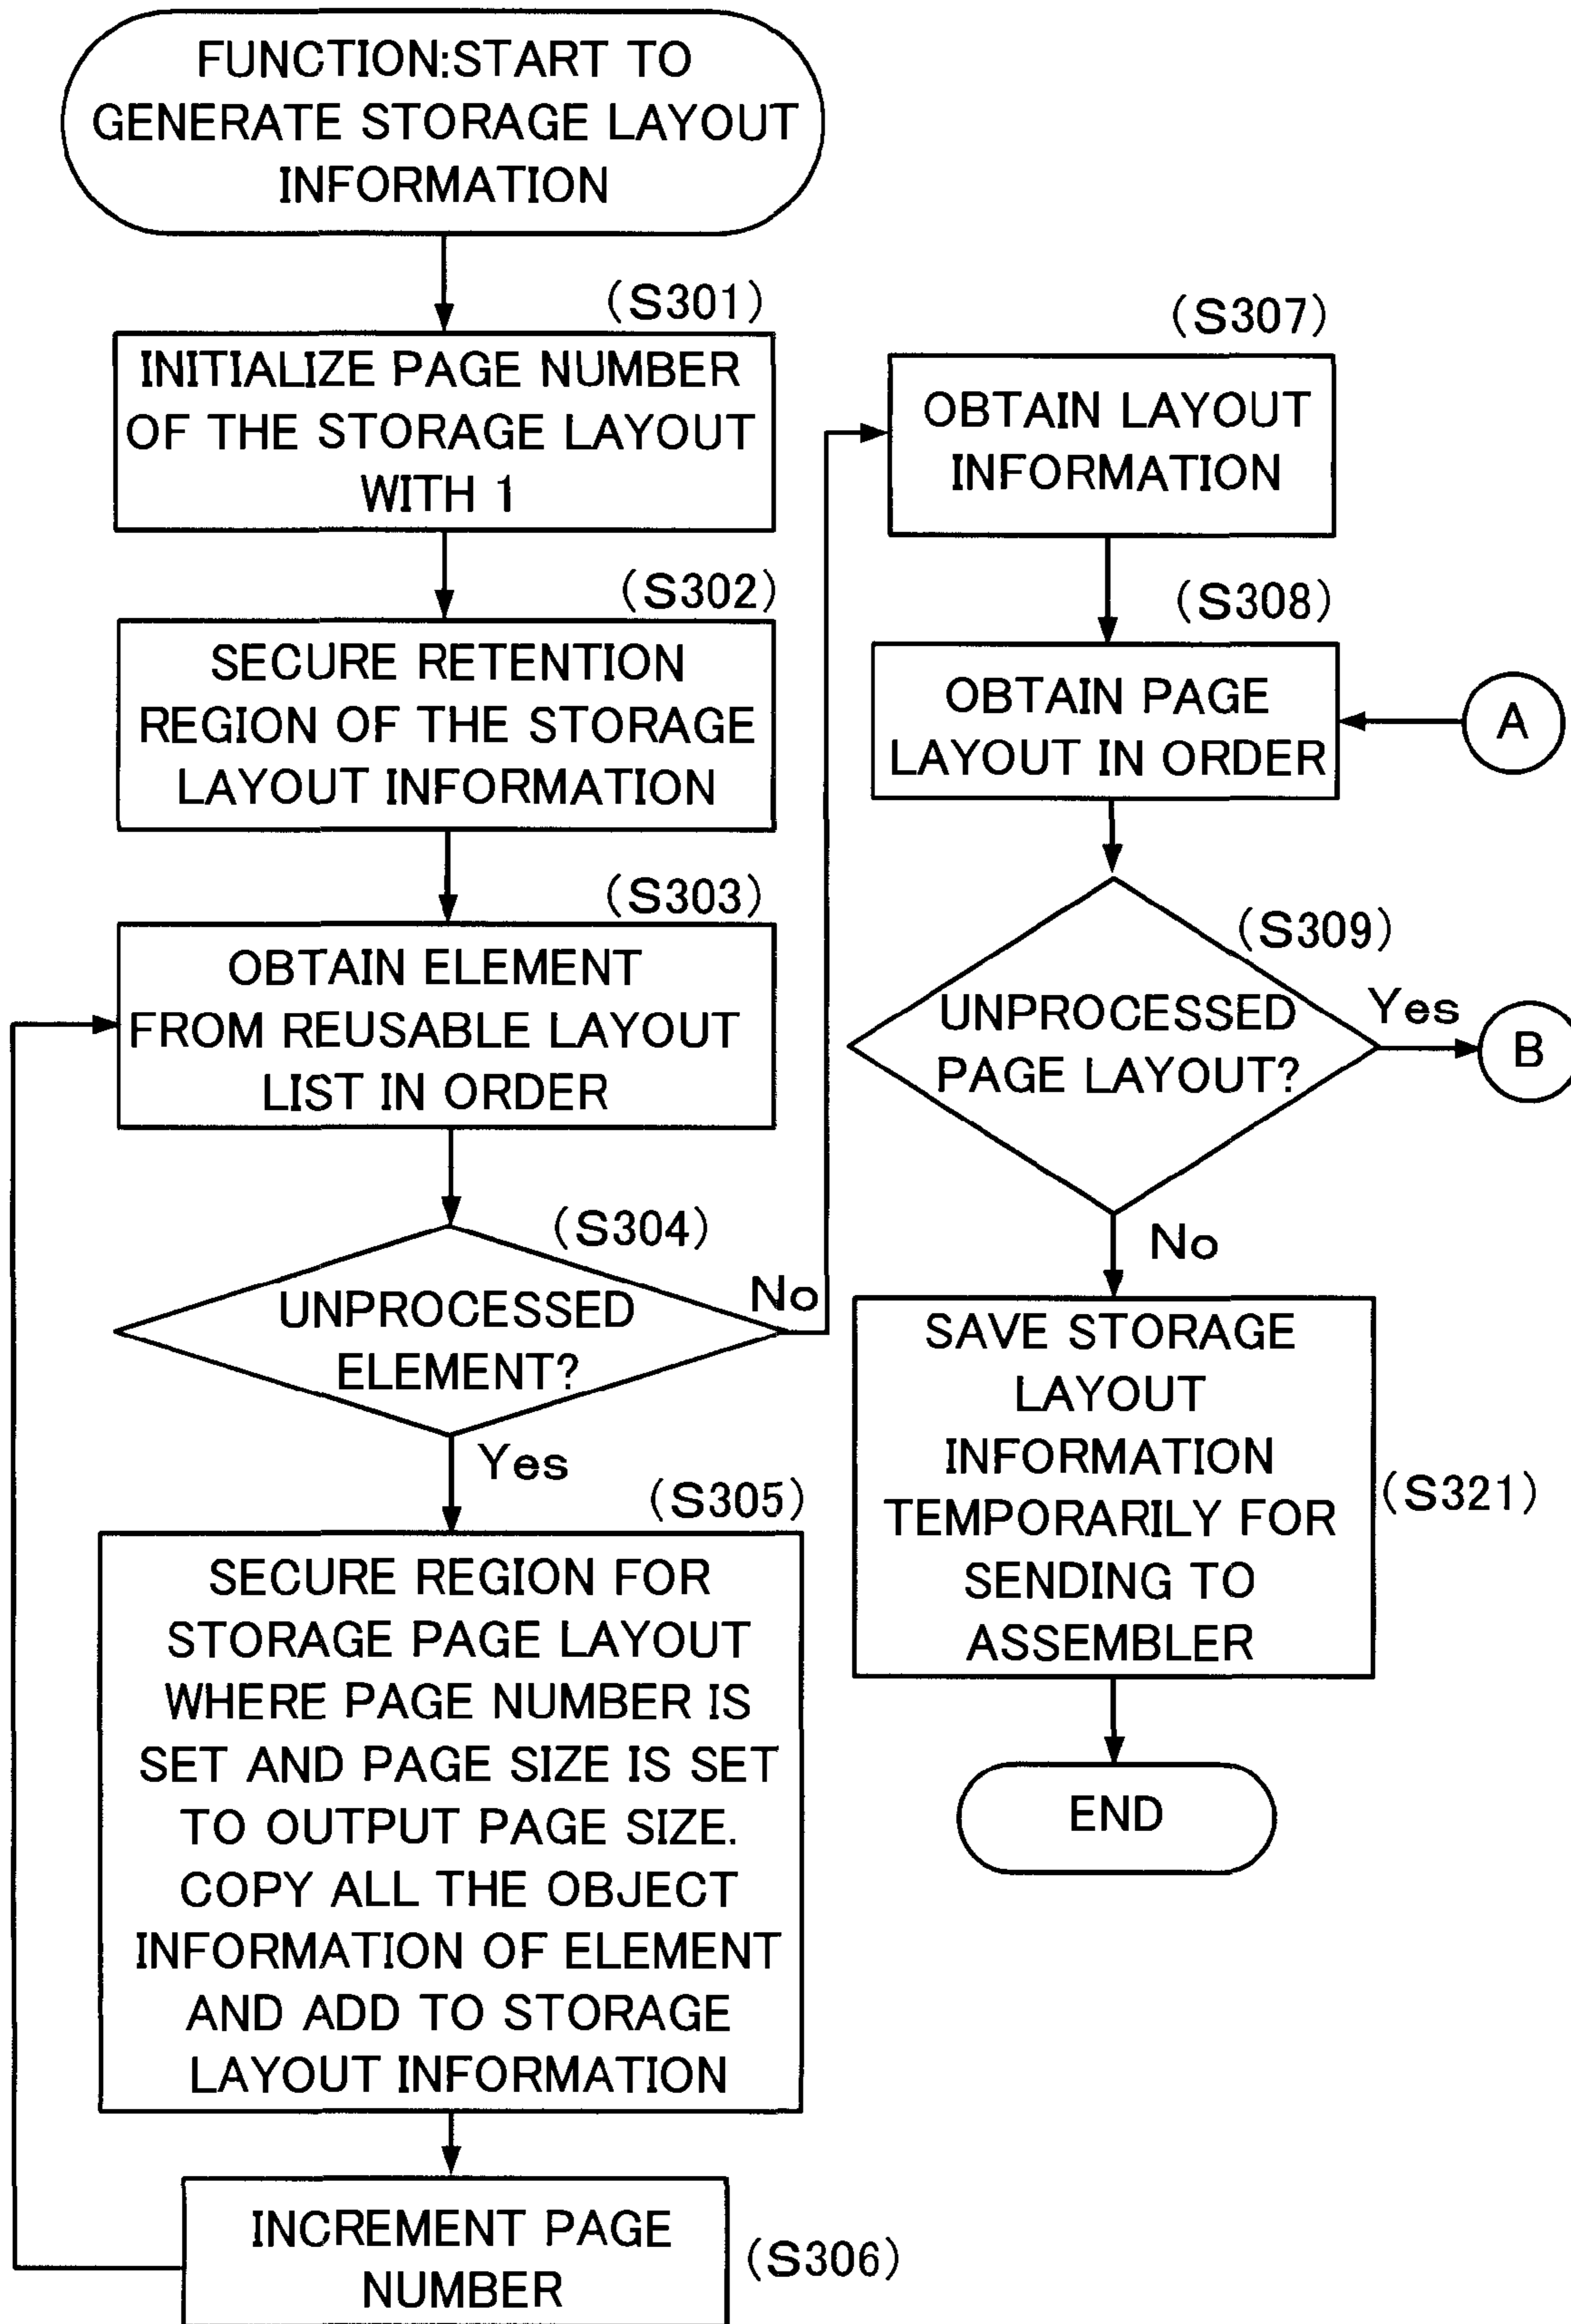 FUNCTION:START TO
GENERATE STORAGE LAYOUT
INFORMATION
(S301)
INITIALIZE PAGE NUMBER
OF THE STORAGE LAYOUT
WITH 1
(S302)
SECURE RETENTION
REGION OF THE STORAGE
LAYOUT INFORMATION
(S303)
OBTAIN ELEMENT
FROM REUSABLE LAYOUT
LIST IN ORDER
(S304)
UNPROCESSED
ELEMENT?
No
Yes
(S305)
SECURE REGION FOR
STORAGE PAGE LAYOUT
WHERE PAGE NUMBER IS
SET AND PAGE SIZE IS SET
TO OUTPUT PAGE SIZE.
COPY ALL THE OBJECT
INFORMATION OF ELEMENT
AND ADD TO STORAGE
LAYOUT INFORMATION
INCREMENT PAGE
NUMBER
(S306)
(S307)
OBTAIN LAYOUT
INFORMATION
(S308)
OBTAIN PAGE
LAYOUT IN ORDER
A
(S309)
UNPROCESSED
PAGE LAYOUT?
Yes
B
No
SAVE STORAGE
LAYOUT
INFORMATION
TEMPORARILY FOR
SENDING TO
ASSEMBLER
(S321)
END